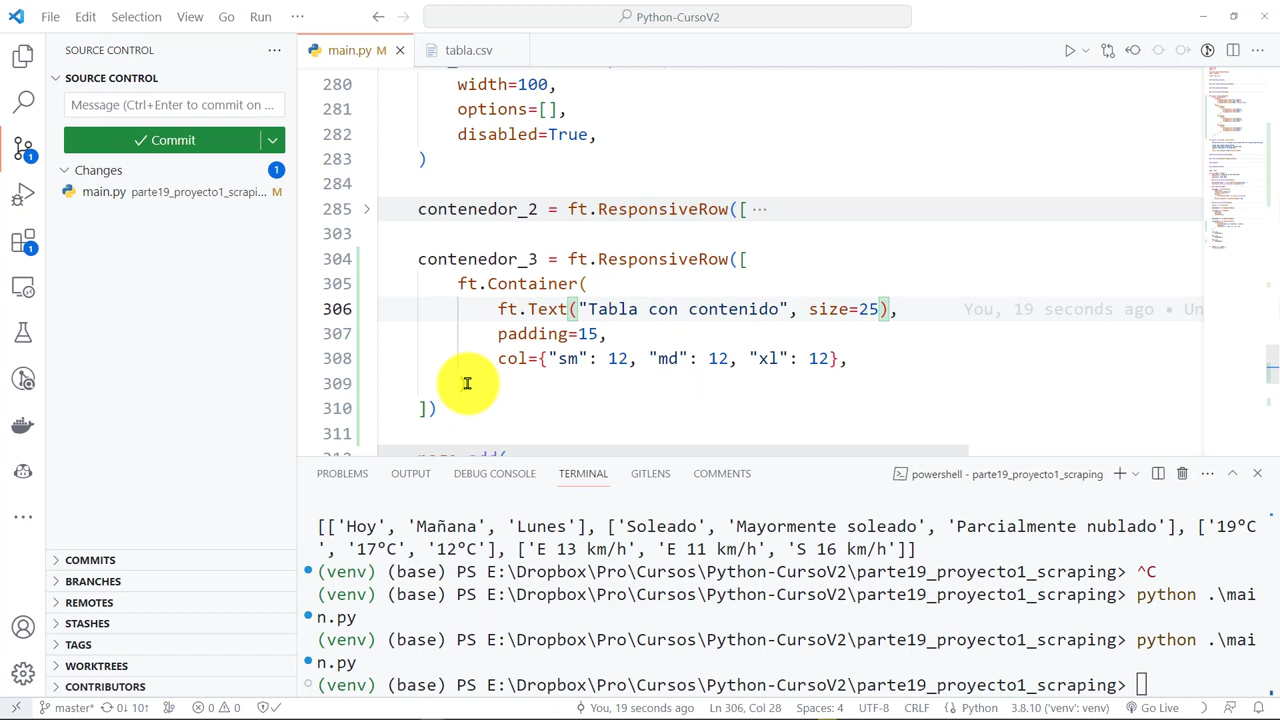 File Edit Selection View Go Run ··· Python-CursoV2
SOURCE CONTROL ···
main.py M
tabla.csv
SOURCE CONTROL
Message (Ctrl+Enter to commit on ...
Commit
Changes 1
main.py parte19_proyecto1_scrapi... M
280 width=100,
281 options=[],
282 disabled=True,
283 )
284
285 = ft.ResponsiveRow([
304 contenedor_3 = ft.ResponsiveRow([
305 ft.Container(
306 ft.Text("Tabla con contenido", size=25), You, 19 seconds ago • Un
307 padding=15,
308 col={"sm": 12, "md": 12, "xl": 12},
309
310 ])
311
PROBLEMS OUTPUT DEBUG CONSOLE TERMINAL GITLENS COMMENTS powershell - parte19_proyecto1_scraping
[['Hoy', 'Mañana', 'Lunes'], ['Soleado', 'Mayormente soleado', 'Parcialmente nublado'], ['19°C
', '17°C', '12°C'], ['E 13 km/h', 'E 11 km/h', 'S 16 km/h']]
(venv) (base) PS E:\Dropbox\Pro\Cursos\Python-CursoV2\parte19_proyecto1_scraping> ^C
(venv) (base) PS E:\Dropbox\Pro\Cursos\Python-CursoV2\parte19_proyecto1_scraping> python .\mai
n.py
(venv) (base) PS E:\Dropbox\Pro\Cursos\Python-CursoV2\parte19_proyecto1_scraping> python .\mai
n.py
(venv) (base) PS E:\Dropbox\Pro\Cursos\Python-CursoV2\parte19_proyecto1_scraping>
COMMITS
BRANCHES
REMOTES
STASHES
TAGS
WORKTREES
CONTRIBUTORS
master* 0↓ 10↑ 0 0 You, 19 seconds ago Ln 306, Col 28 Spaces: 4 UTF-8 CRLF Python 3.8.10 ('venv': venv) Go Live